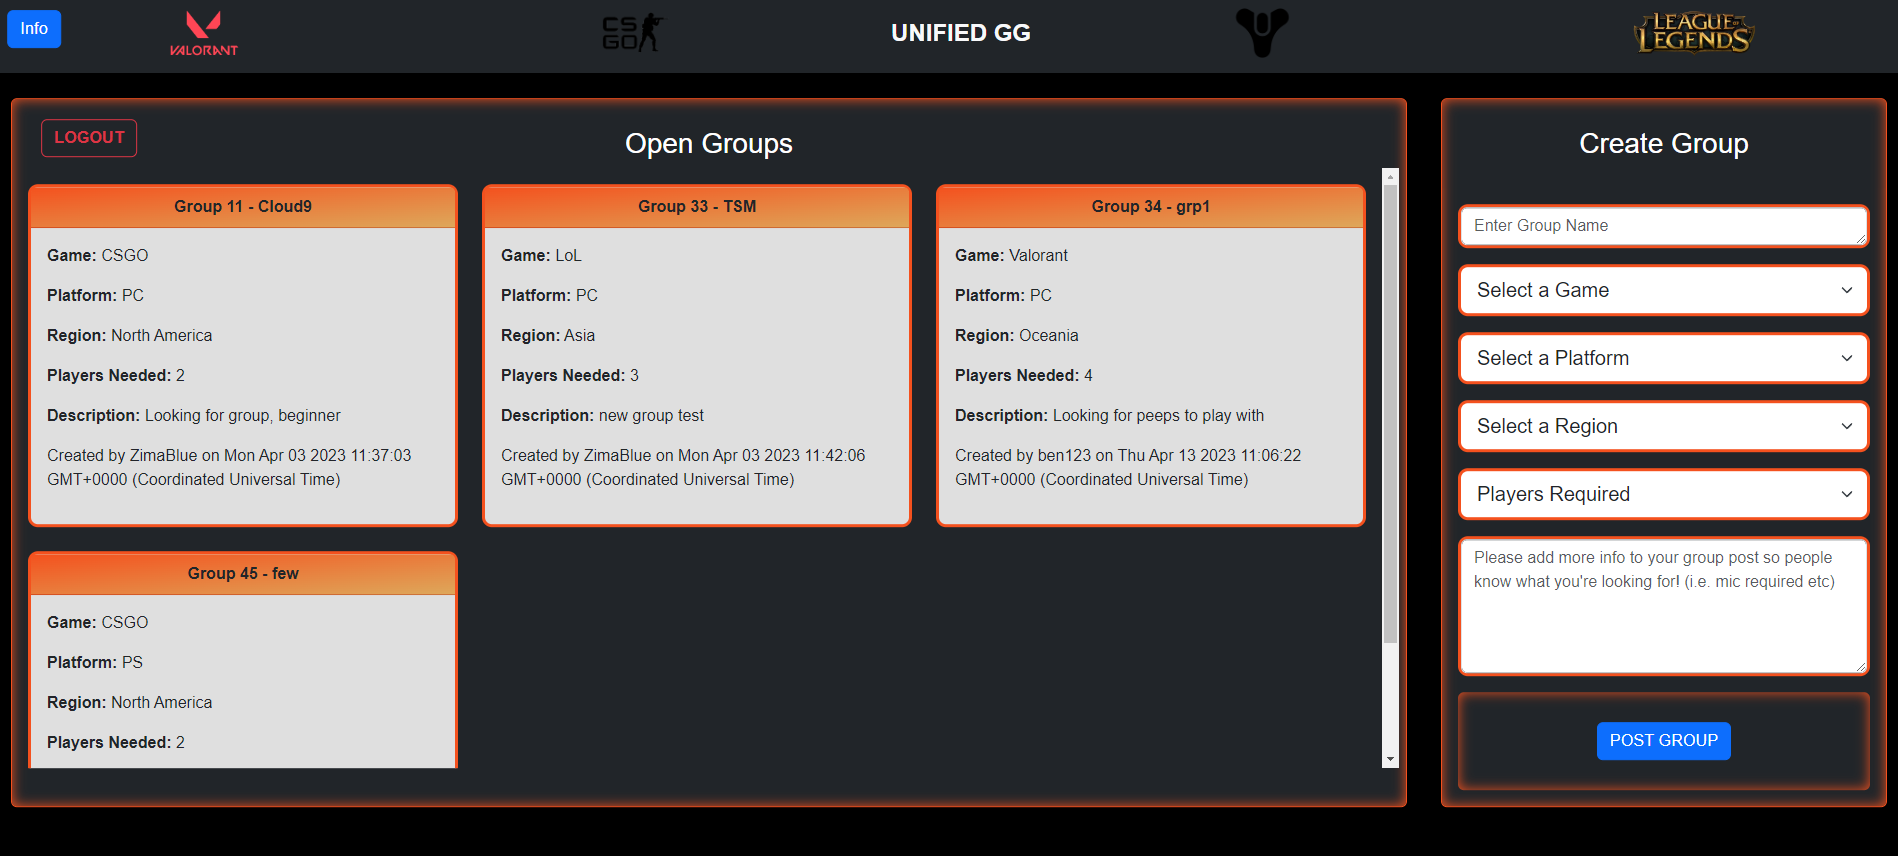 Info
VALORANT
CS
GO
UNIFIED GG
LEAGUE OF
LEGENDS
LOGOUT
Open Groups
Group 11 - Cloud9
Game: CSGO
Platform: PC
Region: North America
Players Needed: 2
Description: Looking for group, beginner
Created by ZimaBlue on Mon Apr 03 2023 11:37:03
GMT+0000 (Coordinated Universal Time)
Group 33 - TSM
Game: LoL
Platform: PC
Region: Asia
Players Needed: 3
Description: new group test
Created by ZimaBlue on Mon Apr 03 2023 11:42:06
GMT+0000 (Coordinated Universal Time)
Group 34 - grp1
Game: Valorant
Platform: PC
Region: Oceania
Players Needed: 4
Description: Looking for peeps to play with
Created by ben123 on Thu Apr 13 2023 11:06:22
GMT+0000 (Coordinated Universal Time)
Group 45 - few
Game: CSGO
Platform: PS
Region: North America
Players Needed: 2
Create Group
Enter Group Name
Select a Game
Select a Platform
Select a Region
Players Required
Please add more info to your group post so people
know what you're looking for! (i.e. mic required etc)
POST GROUP